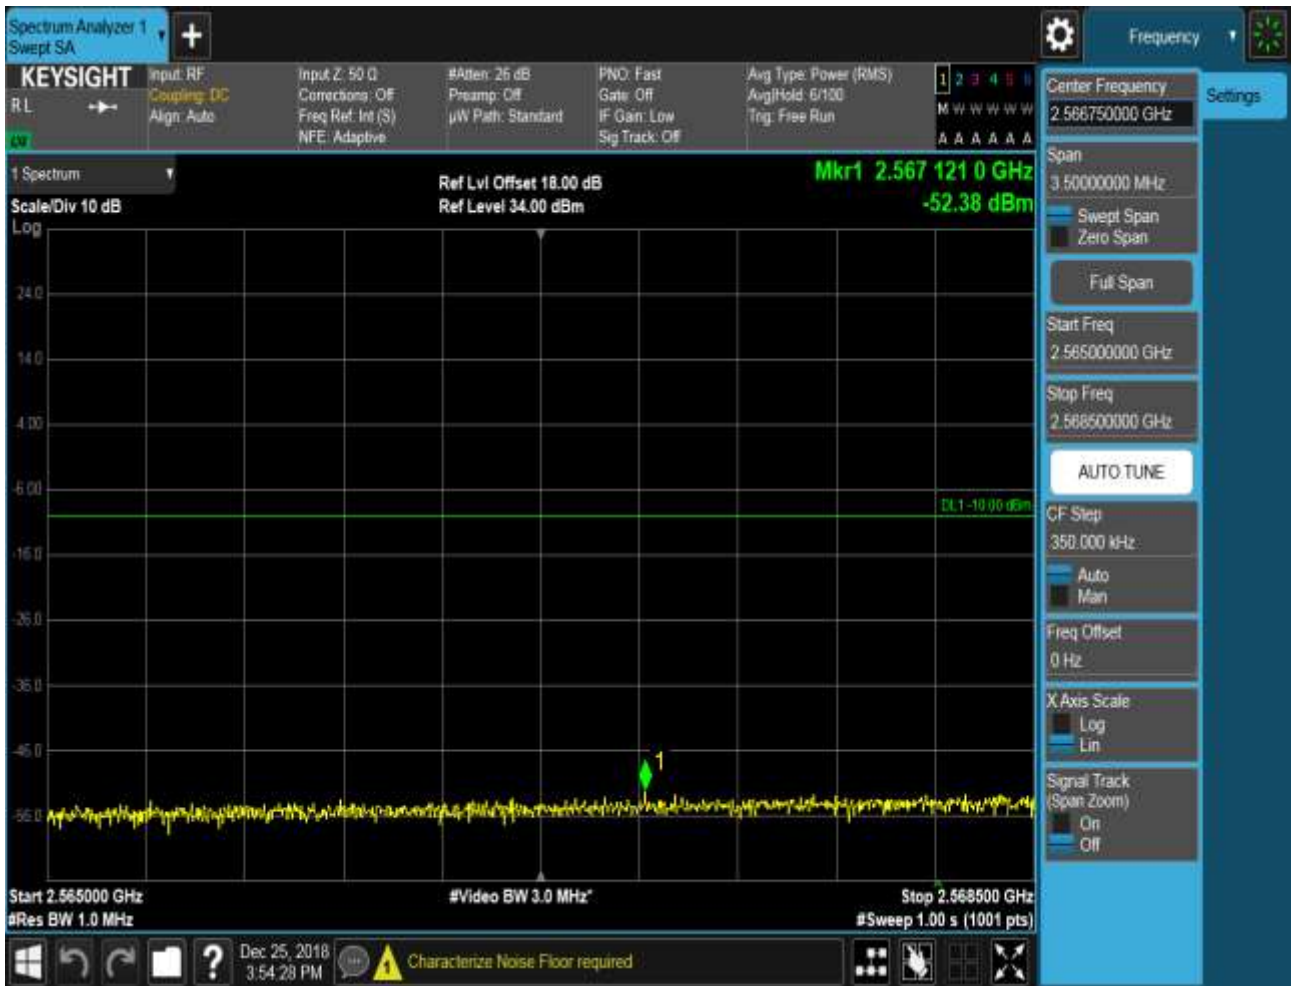 Spectrum Analyzer 1
Swept SA
+
Frequency
KEYSIGHT
RL
Input: RF
Coupling: DC
Align: Auto
Input Z: 50 Ω
Corrections: Off
Freq Ref: Int (S)
NFE: Adaptive
#Atten: 26 dB
Preamp: Off
µW Path: Standard
PNO: Fast
Gate: Off
IF Gain: Low
Sig Track: Off
Avg Type: Power (RMS)
Avg|Hold: 6/100
Trig: Free Run
1 2 3 4 5 6
M W W W W W
A A A A A A
Center Frequency
2.566750000 GHz
Settings
Span
3.50000000 MHz
Swept Span
Zero Span
Full Span
Start Freq
2.565000000 GHz
Stop Freq
2.568500000 GHz
AUTO TUNE
CF Step
350.000 kHz
Auto
Man
Freq Offset
0 Hz
X Axis Scale
Log
Lin
Signal Track
(Span Zoom)
On
Off
1 Spectrum
Scale/Div 10 dB
Log
Ref Lvl Offset 18.00 dB
Ref Level 34.00 dBm
Mkr1 2.567 121 0 GHz
-52.38 dBm
24.0
14.0
4.00
-6.00
DL1 -10.00 dBm
-16.0
-26.0
-36.0
-46.0
1
-56.0
Start 2.565000 GHz
#Video BW 3.0 MHz*
Stop 2.568500 GHz
#Res BW 1.0 MHz
#Sweep 1.00 s (1001 pts)
?
Dec 25, 2018
3:54:28 PM
1
Characterize Noise Floor required